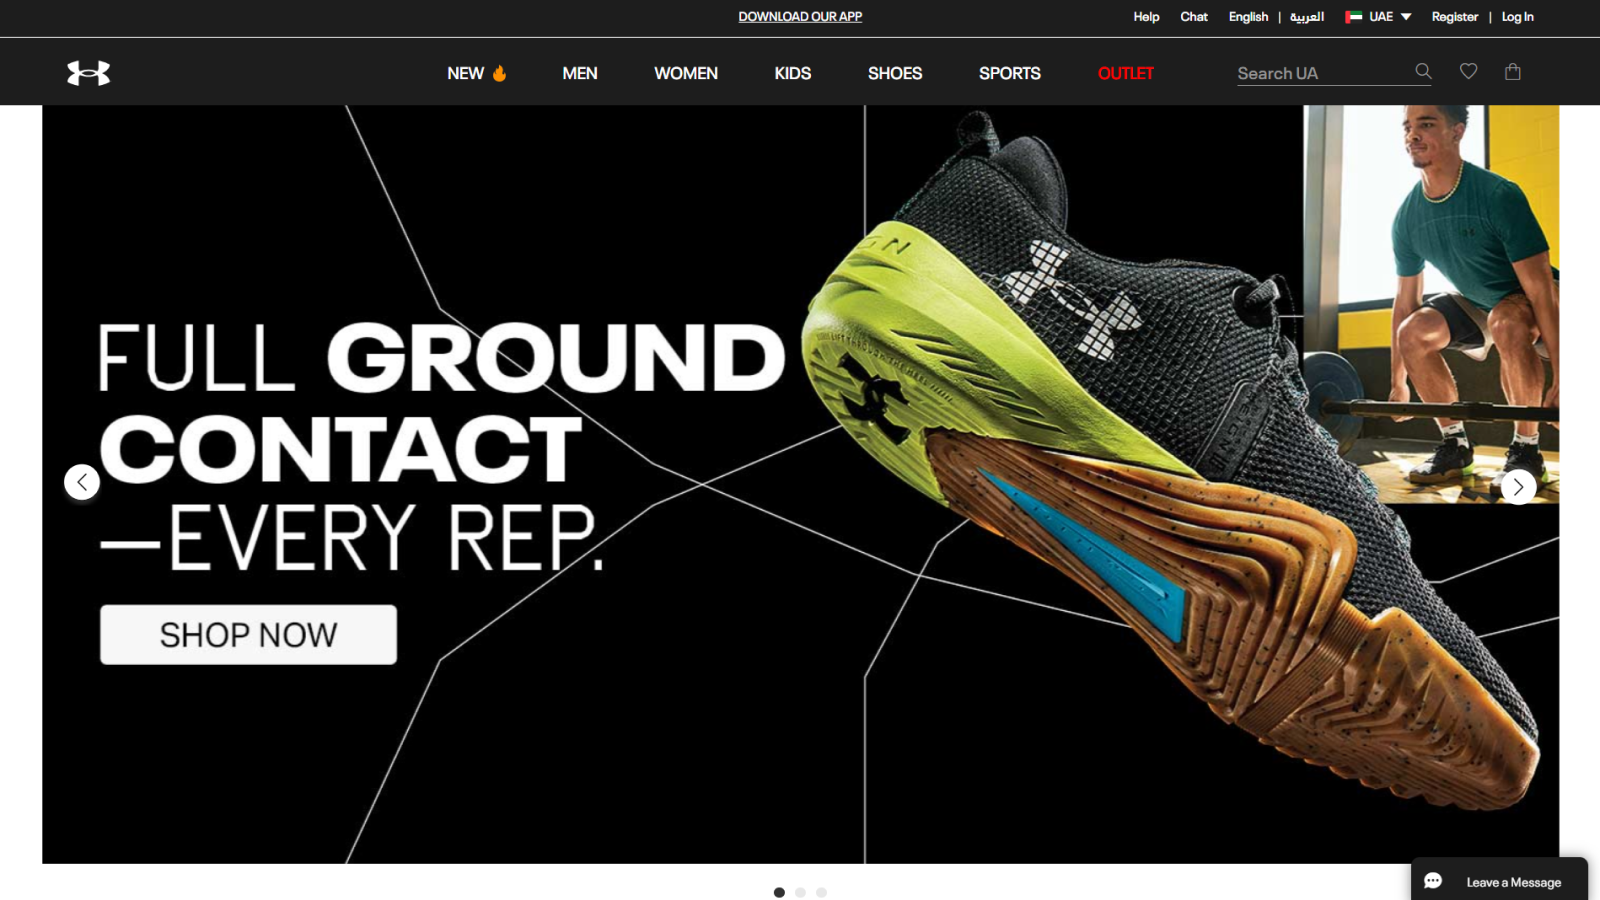 DOWNLOAD OUR APP
Help Chat English | العربية UAE Register | Log In
NEW MEN WOMEN KIDS SHOES SPORTS OUTLET Search UA
FULL GROUND
CONTACT
—EVERY REP.
SHOP NOW
Leave a Message